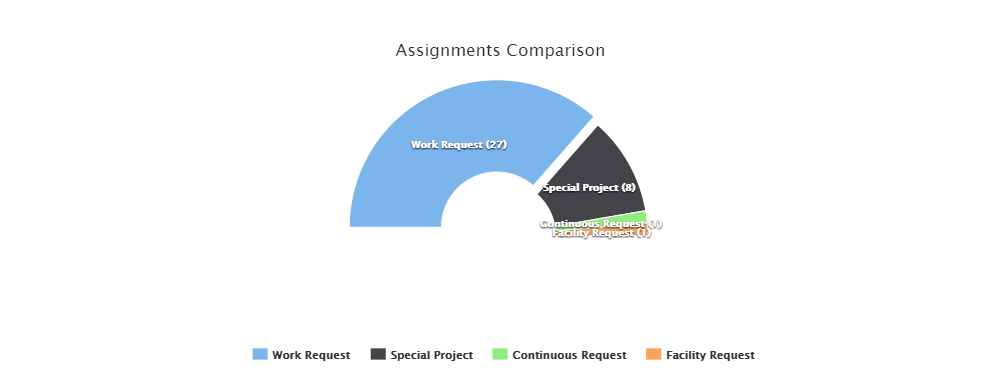 Assignments Comparison
Work Request (27)
Special Project (8)
Continuous Request (1)
Facility Request (1)
Work Request Special Project Continuous Request Facility Request